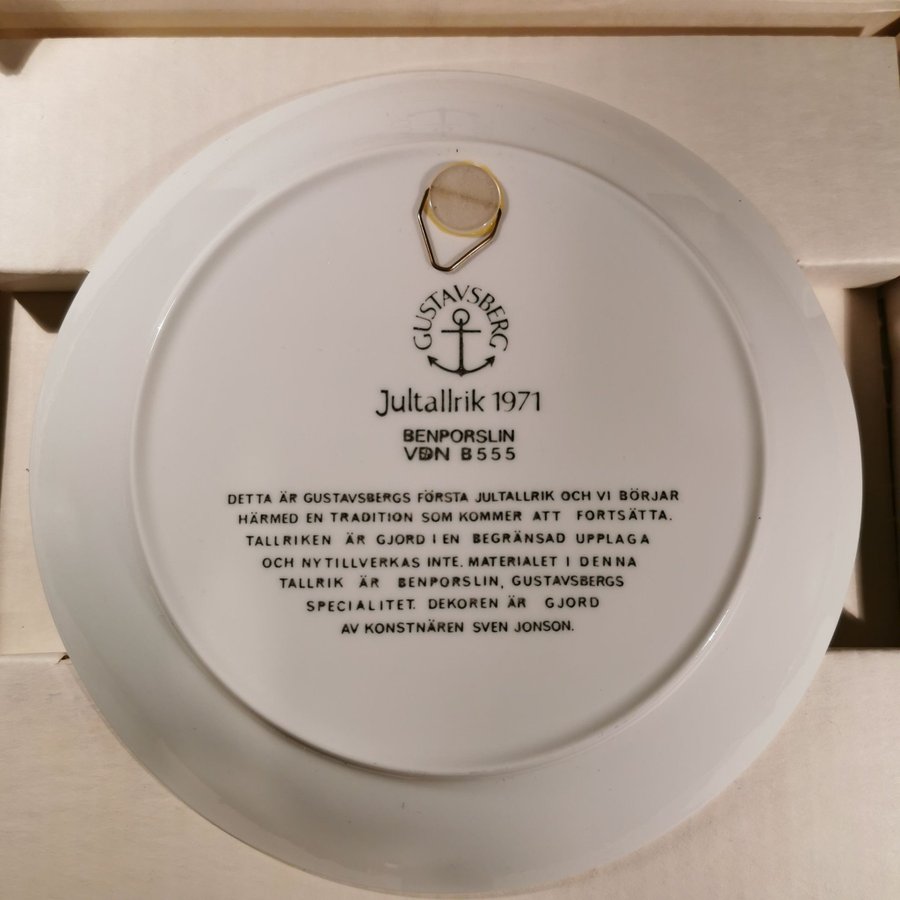 GUSTAVSBERG
Jultallrik 1971
BENPORSLIN
VDN B555
DETTA ÄR GUSTAVSBERGS FÖRSTA JULTALLRIK OCH VI BÖRJAR
HÄRMED EN TRADITION SOM KOMMER ATT FORTSÄTTA.
TALLRIKEN ÄR GJORD I EN BEGRÄNSAD UPPLAGA
OCH NYTILLVERKAS INTE. MATERIALET I DENNA
TALLRIK ÄR BENPORSLIN, GUSTAVSBERGS
SPECIALITET. DEKOREN ÄR GJORD
AV KONSTNÄREN SVEN JONSON.